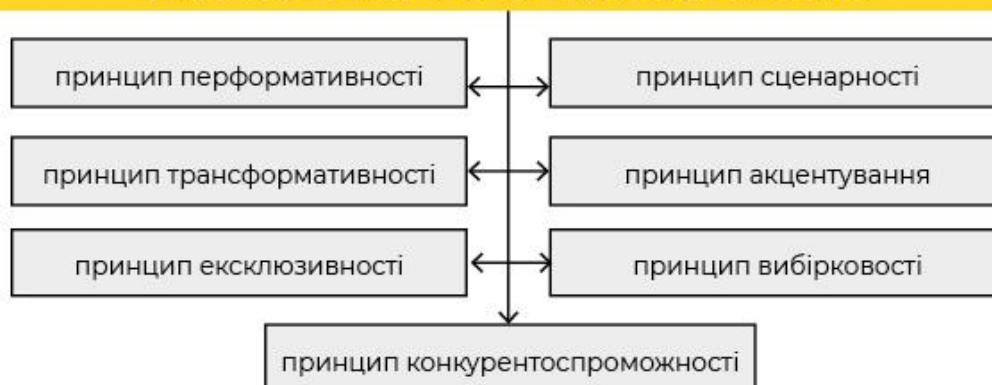 принцип перформативності
принцип сценарності
принцип трансформативності
принцип акцентування
принцип ексклюзивності
принцип вибірковості
принцип конкурентоспроможності